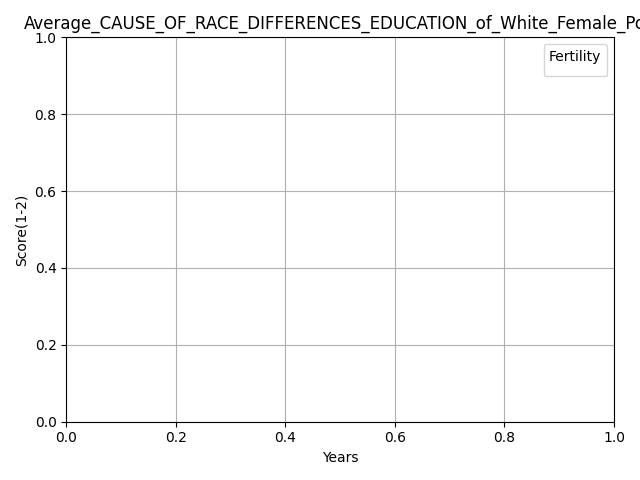 Average_CAUSE_OF_RACE_DIFFERENCES_EDUCATION_of_White_Female_Po
1.0
0.8
0.6
0.4
0.2
0.0
Score(1-2)
Fertility
0.0 0.2 0.4 0.6 0.8 1.0
Years